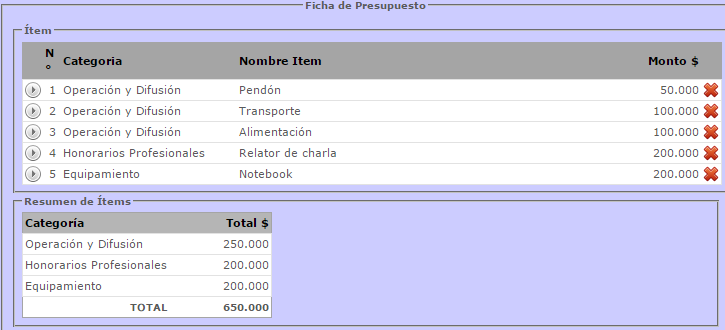 Ficha de Presupuesto
Ítem
N° Categoria Nombre Item Monto $
1 Operación y Difusión Pendón 50.000
2 Operación y Difusión Transporte 100.000
3 Operación y Difusión Alimentación 100.000
4 Honorarios Profesionales Relator de charla 200.000
5 Equipamiento Notebook 200.000
Resumen de Ítems
Categoría Total $
Operación y Difusión 250.000
Honorarios Profesionales 200.000
Equipamiento 200.000
TOTAL 650.000